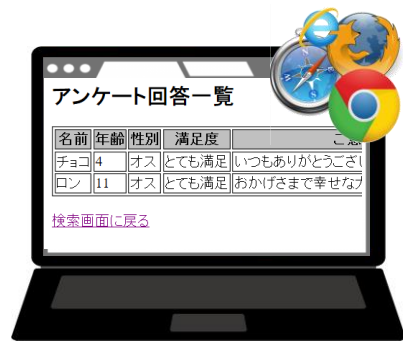 アンケート回答一覧
名前 年齢 性別 満足度
チョコ 4 オス とても満足 いつもありがとうござい
ロン 11 オス とても満足 おかげさまで幸せな
検索画面に戻る